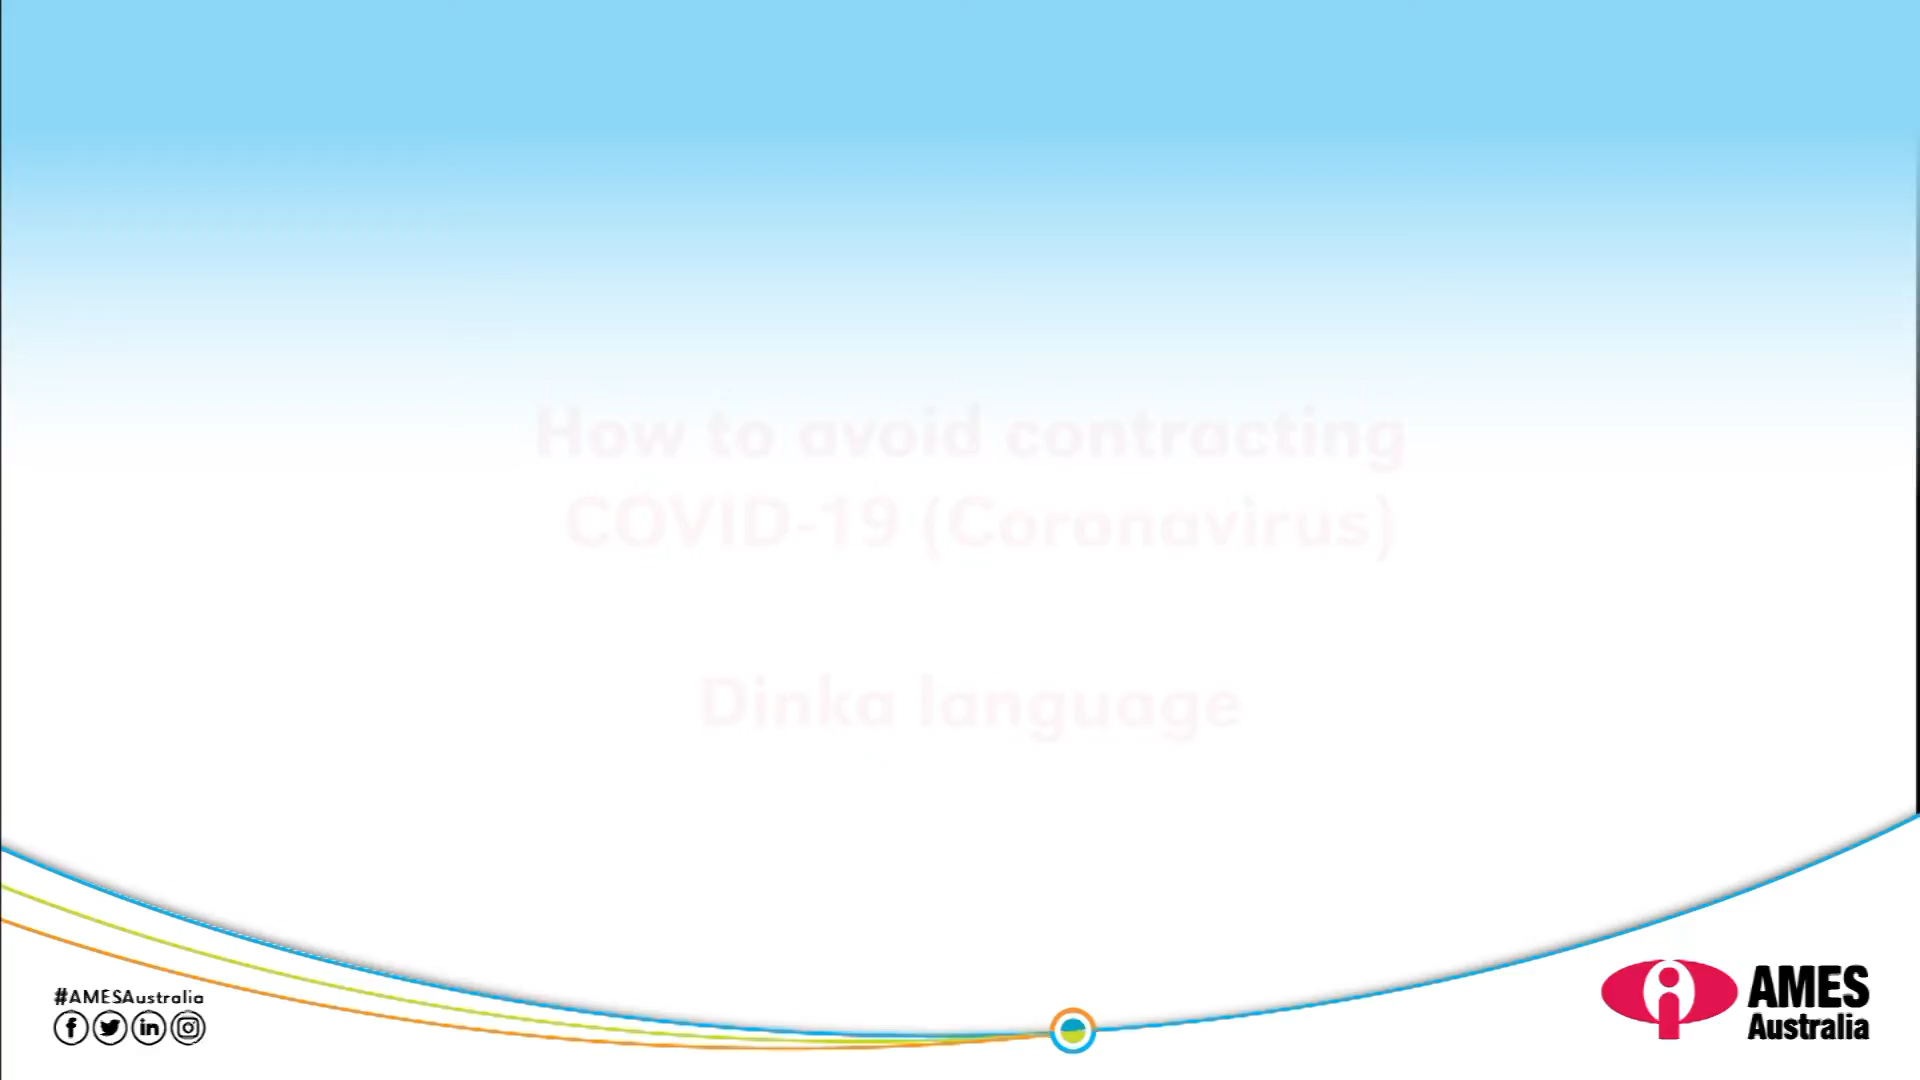 How to avoid contracting
COVID-19 (Coronavirus)
Dinka language
#AMESAustralia
AMES
Australia